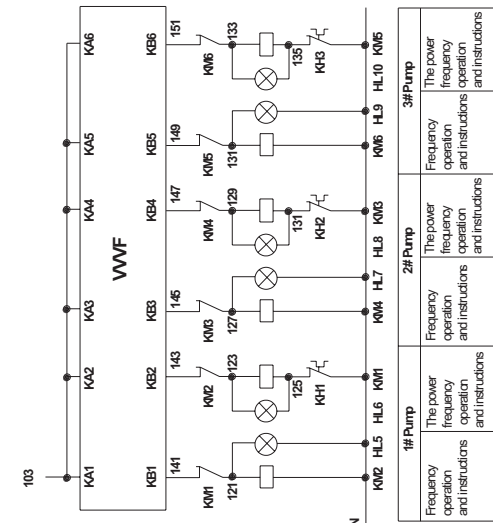 103
KA1 KA2 KA3 KA4 KA5 KA6
VVVF
KB1 KB2 KB3 KB4 KB5 KB6
141 143 145 147 149 151
KM1 KM2 KM3 KM4 KM5 KM6
121 123 127 129 131 133
125 131 135
KH1 KH2 KH3
N
KM2 HL5 HL6 KM1 KM4 HL7 HL8 KM3 KM6 HL9 HL10 KM5
1# Pump
2# Pump
3# Pump
Frequency
operation
and instructions
The power
frequency
operation
and instructions
Frequency
operation
and instructions
The power
frequency
operation
and instructions
Frequency
operation
and instructions
The power
frequency
operation
and instructions